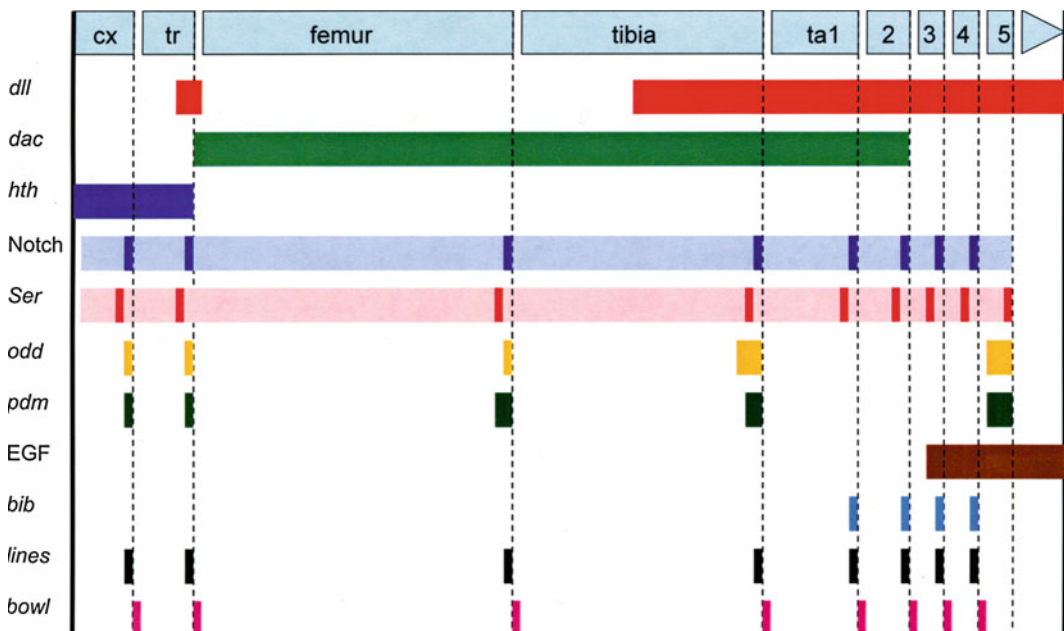 cx tr femur tibia ta1 2 3 4 5
dll
dac
hth
Notch
Ser
odd
pdm
EGF
bib
lines
bowl